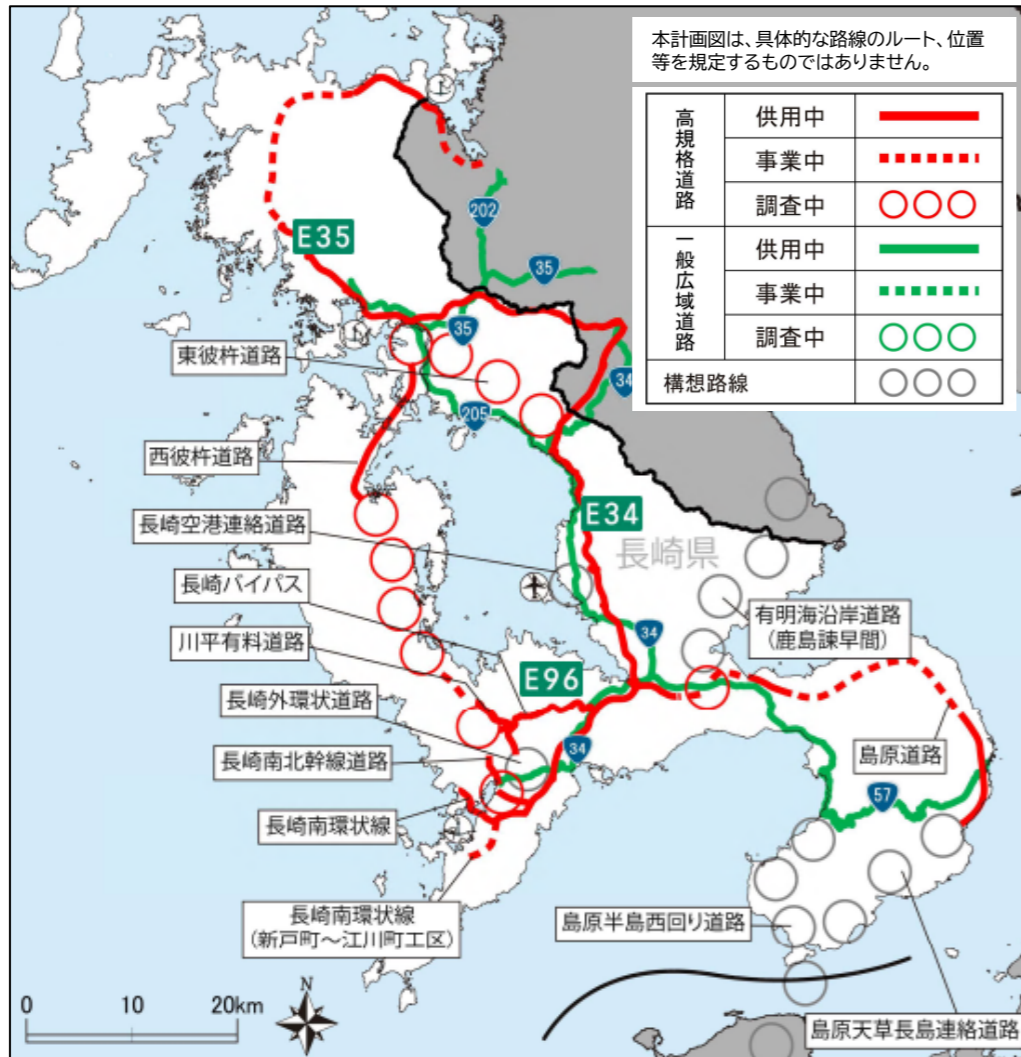 本計画図は、具体的な路線のルート、位置
等を規定するものではありません。
高規格道路
供用中
事業中
調査中
一般広域道路
供用中
事業中
調査中
構想路線
202
E35
35
35
34
東彼杵道路
205
西彼杵道路
E34
長崎空港連絡道路
長崎県
長崎バイパス
有明海沿岸道路
(鹿島諫早間)
川平有料道路
34
E96
長崎外環状道路
長崎南北幹線道路
34
島原道路
57
長崎南環状線
長崎南環状線
(新戸町~江川町工区)
島原半島西回り道路
島原天草長島連絡道路
N
0 10 20km